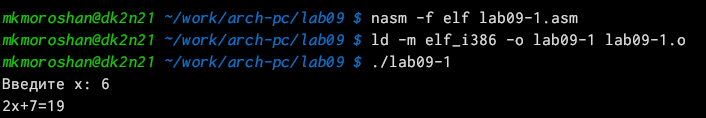 mkmoroshan@dk2n21 ~/work/arch-pc/lab09 $ nasm -f elf lab09-1.asm
mkmoroshan@dk2n21 ~/work/arch-pc/lab09 $ ld -m elf_i386 -o lab09-1 lab09-1.o
mkmoroshan@dk2n21 ~/work/arch-pc/lab09 $ ./lab09-1
Введите x: 6
2x+7=19